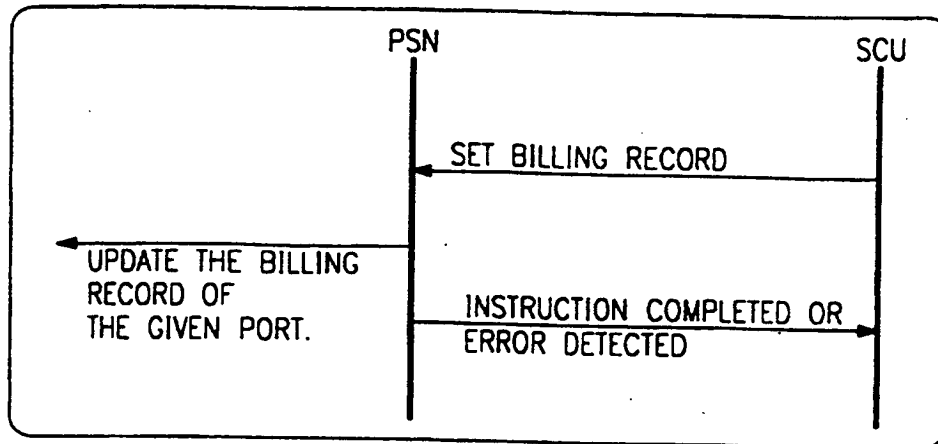 PSN
SCU
SET BILLING RECORD
UPDATE THE BILLING
RECORD OF
THE GIVEN PORT.
INSTRUCTION COMPLETED OR
ERROR DETECTED